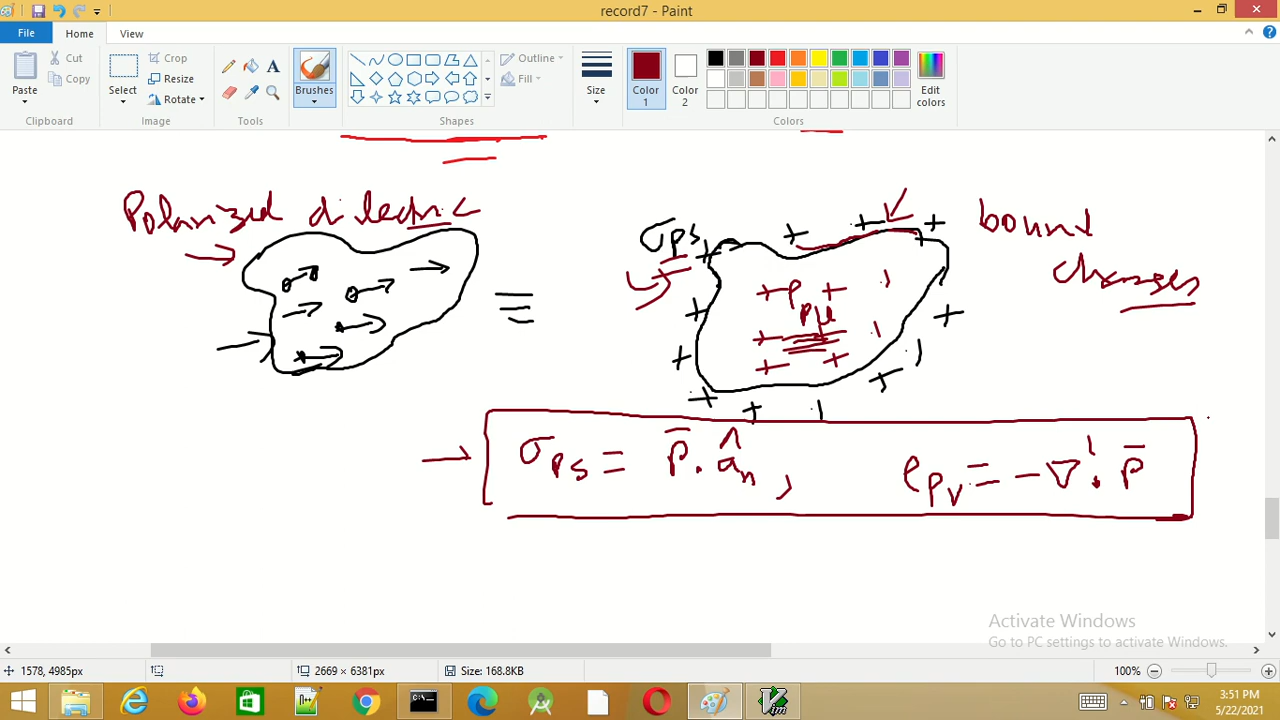 record7 - Paint
File Home View
Paste Cut Copy Clipboard
Select Crop Resize Rotate Image
Tools
Brushes
Outline Fill Shapes
Size
Color 1 Color 2 Edit colors Colors
Polarized dilectric
σps
bound
charges
+ + + + + + + + + + + +
ρ
≡
σPS = P̅ . âₙ , ρPV = -∇' . P̅
Activate Windows
Go to PC settings to activate Windows.
1578, 4985px 2669 × 6381px Size: 168.8KB 100%
3:51 PM
5/22/2021